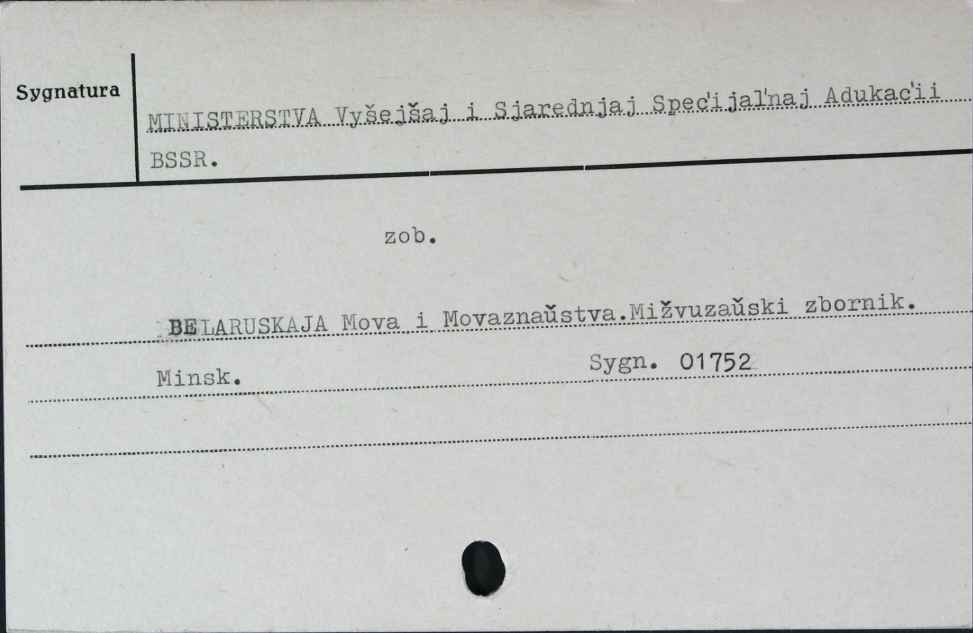 Sygnatura
MINISTERSTVA Vyšejšaj i Sjarednjaj Spec'ijal'naj Adukac'ii
BSSR.
zob.
BELARUSKAJA Mova i Movaznaŭstva.Mižvuzaŭski zbornik.
Minsk. Sygn. 01752